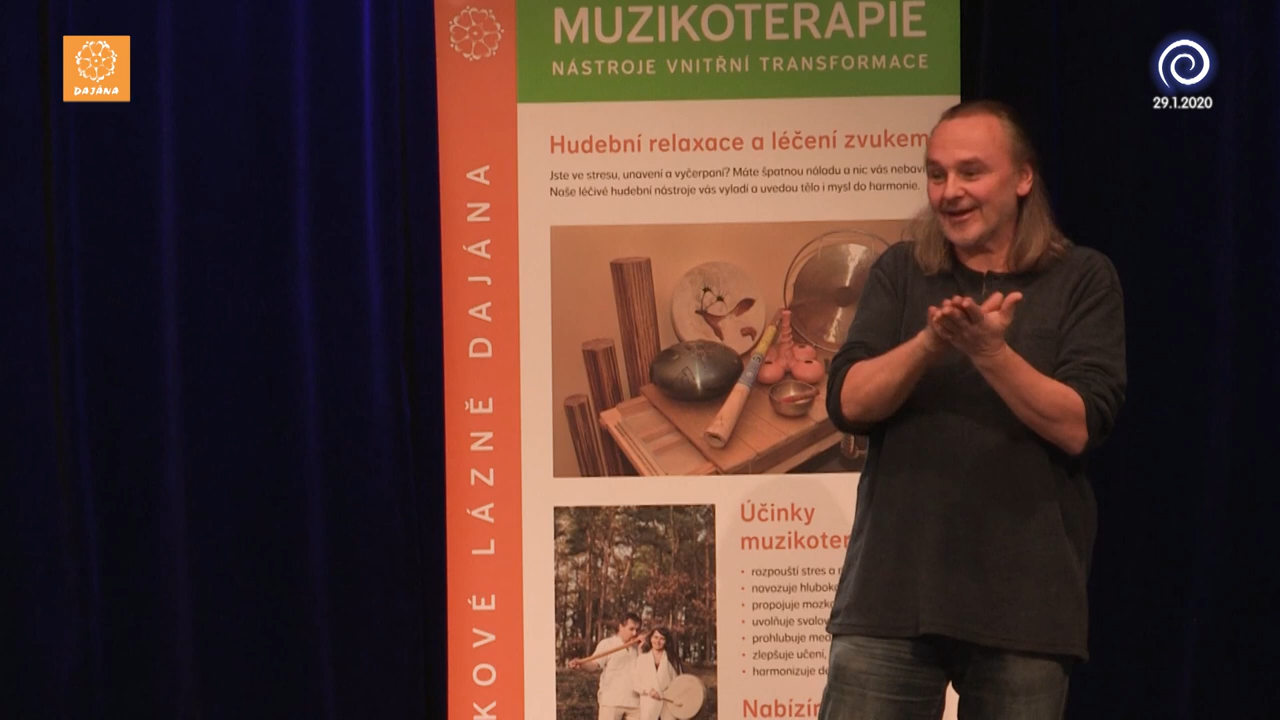 DAJÁNA
29.1.2020
KOVÉ LÁZNĚ DAJÁNA
MUZIKOTERAPIE
NÁSTROJE VNITŘNÍ TRANSFORMACE
Hudební relaxace a léčení zvukem
Jste ve stresu, unavení a vyčerpaní? Máte špatnou náladu a nic vás nebaví
Naše léčivé hudební nástroje vás vyladí a uvedou tělo i mysl do harmonie.
Účinky
muzikoter
• rozpouští stres a
• navazuje hlubok
• propojuje mozk
• uvolňuje svalov
• prohlubuje med
• zlepšuje učení,
• harmonizuje de
Nabízím